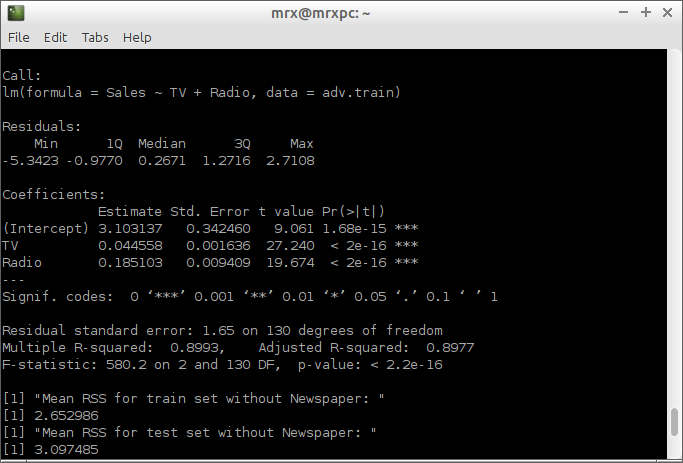 mrx@mrxpc: ~
File Edit Tabs Help
Call:
lm(formula = Sales ~ TV + Radio, data = adv.train)
Residuals:
    Min      1Q  Median      3Q     Max
-5.3423 -0.9770  0.2671  1.2716  2.7108
Coefficients:
            Estimate Std. Error t value Pr(>|t|)
(Intercept) 3.103137   0.342460   9.061 1.68e-15 ***
TV          0.044558   0.001636  27.240  < 2e-16 ***
Radio       0.185103   0.009409  19.674  < 2e-16 ***
---
Signif. codes:  0 ‘***’ 0.001 ‘**’ 0.01 ‘*’ 0.05 ‘.’ 0.1 ‘ ’ 1
Residual standard error: 1.65 on 130 degrees of freedom
Multiple R-squared:  0.8993,    Adjusted R-squared:  0.8977
F-statistic: 580.2 on 2 and 130 DF,  p-value: < 2.2e-16
[1] "Mean RSS for train set without Newspaper: "
[1] 2.652986
[1] "Mean RSS for test set without Newspaper: "
[1] 3.097485